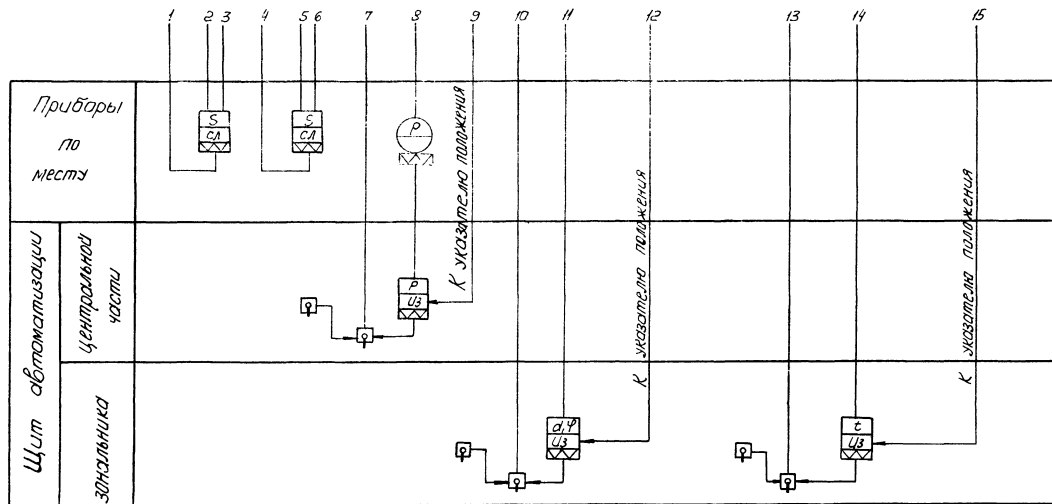 1 2 3 4 5 6 7 8 9 10 11 12 13 14 15
Приборы
по
месту
S
сл
S
сл
P
К указателю положения
Щит автоматизации
Центральной
части
P
Из
К указателю положения
К указателю положения
зональника
d,φ
Из
t
Из